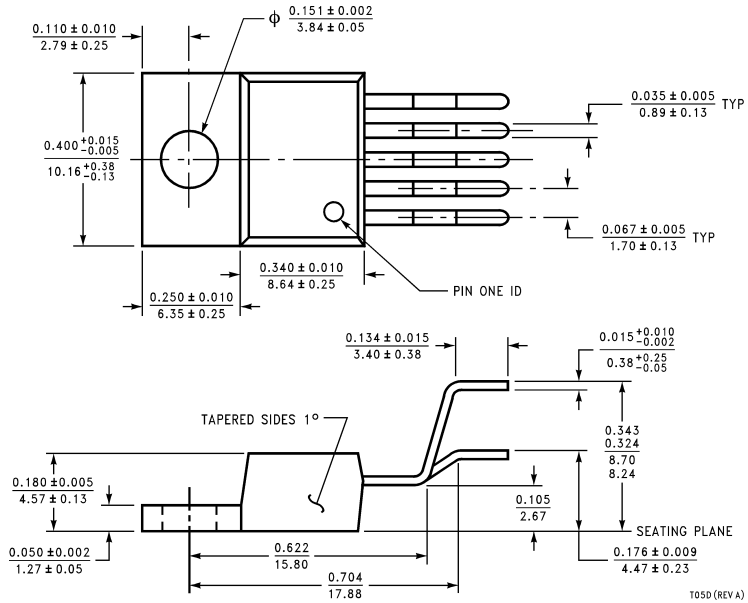 0.110 ± 0.010
2.79 ± 0.25
ϕ 0.151 ± 0.002
3.84 ± 0.05
0.035 ± 0.005
0.89 ± 0.13
TYP
0.400 +0.015 -0.005
10.16 +0.38 -0.13
0.067 ± 0.005
1.70 ± 0.13
TYP
0.340 ± 0.010
8.64 ± 0.25
0.250 ± 0.010
6.35 ± 0.25
PIN ONE ID
0.134 ± 0.015
3.40 ± 0.38
0.015 +0.010 -0.002
0.38 +0.25 -0.05
TAPERED SIDES 1°
0.343
0.324
8.70
8.24
0.180 ± 0.005
4.57 ± 0.13
0.105
2.67
SEATING PLANE
0.050 ± 0.002
1.27 ± 0.05
0.622
15.80
0.176 ± 0.009
4.47 ± 0.23
0.704
17.88
T05D (REV A)